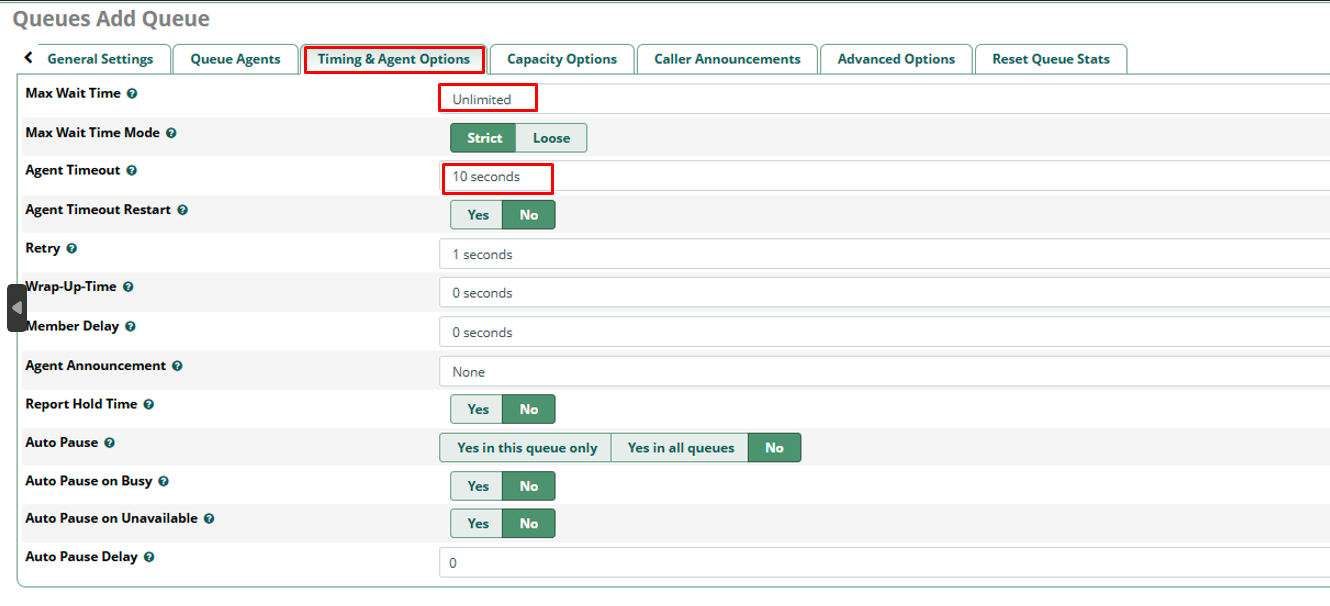 Queues Add Queue
General Settings Queue Agents Timing & Agent Options Capacity Options Caller Announcements Advanced Options Reset Queue Stats
Max Wait Time Unlimited
Max Wait Time Mode Strict Loose
Agent Timeout 10 seconds
Agent Timeout Restart Yes No
Retry 1 seconds
Wrap-Up-Time 0 seconds
Member Delay 0 seconds
Agent Announcement None
Report Hold Time Yes No
Auto Pause Yes in this queue only Yes in all queues No
Auto Pause on Busy Yes No
Auto Pause on Unavailable Yes No
Auto Pause Delay 0